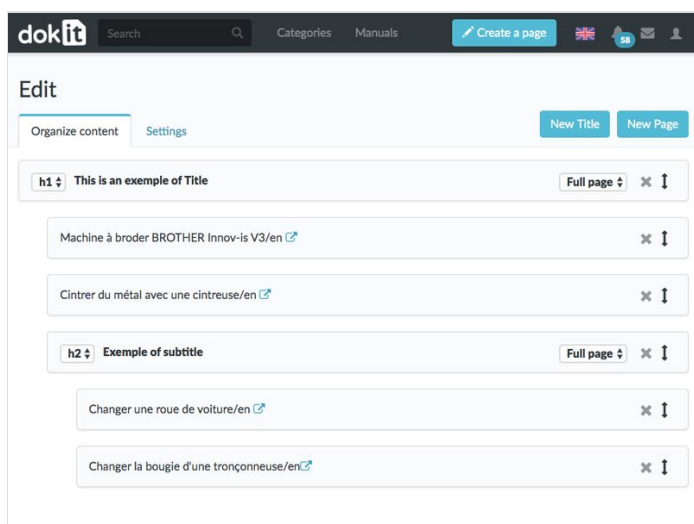 dokit Search Categories Manuals Create a page 58
Edit
Organize content Settings New Title New Page
h1 This is an exemple of Title Full page
Machine à broder BROTHER Innov-is V3/en
Cintrer du métal avec une cintreuse/en
h2 Exemple of subtitle Full page
Changer une roue de voiture/en
Changer la bougie d'une tronçonneuse/en